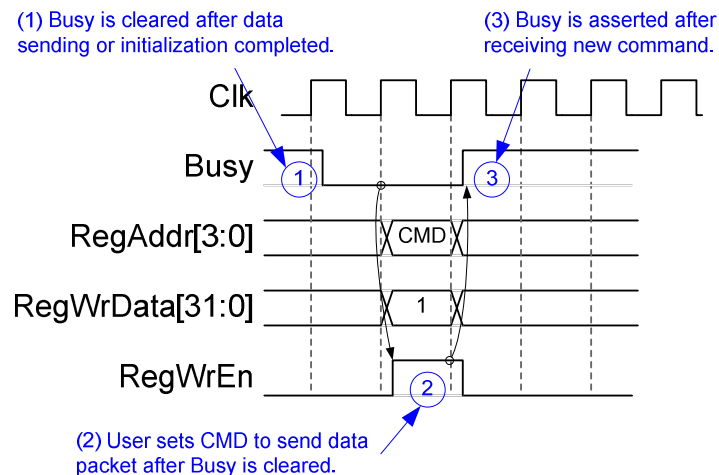 (1) Busy is cleared after data
sending or initialization completed.
(3) Busy is asserted after
receiving new command.
Clk
Busy
1
3
RegAddr[3:0]
CMD
RegWrData[31:0]
1
RegWrEn
2
(2) User sets CMD to send data
packet after Busy is cleared.